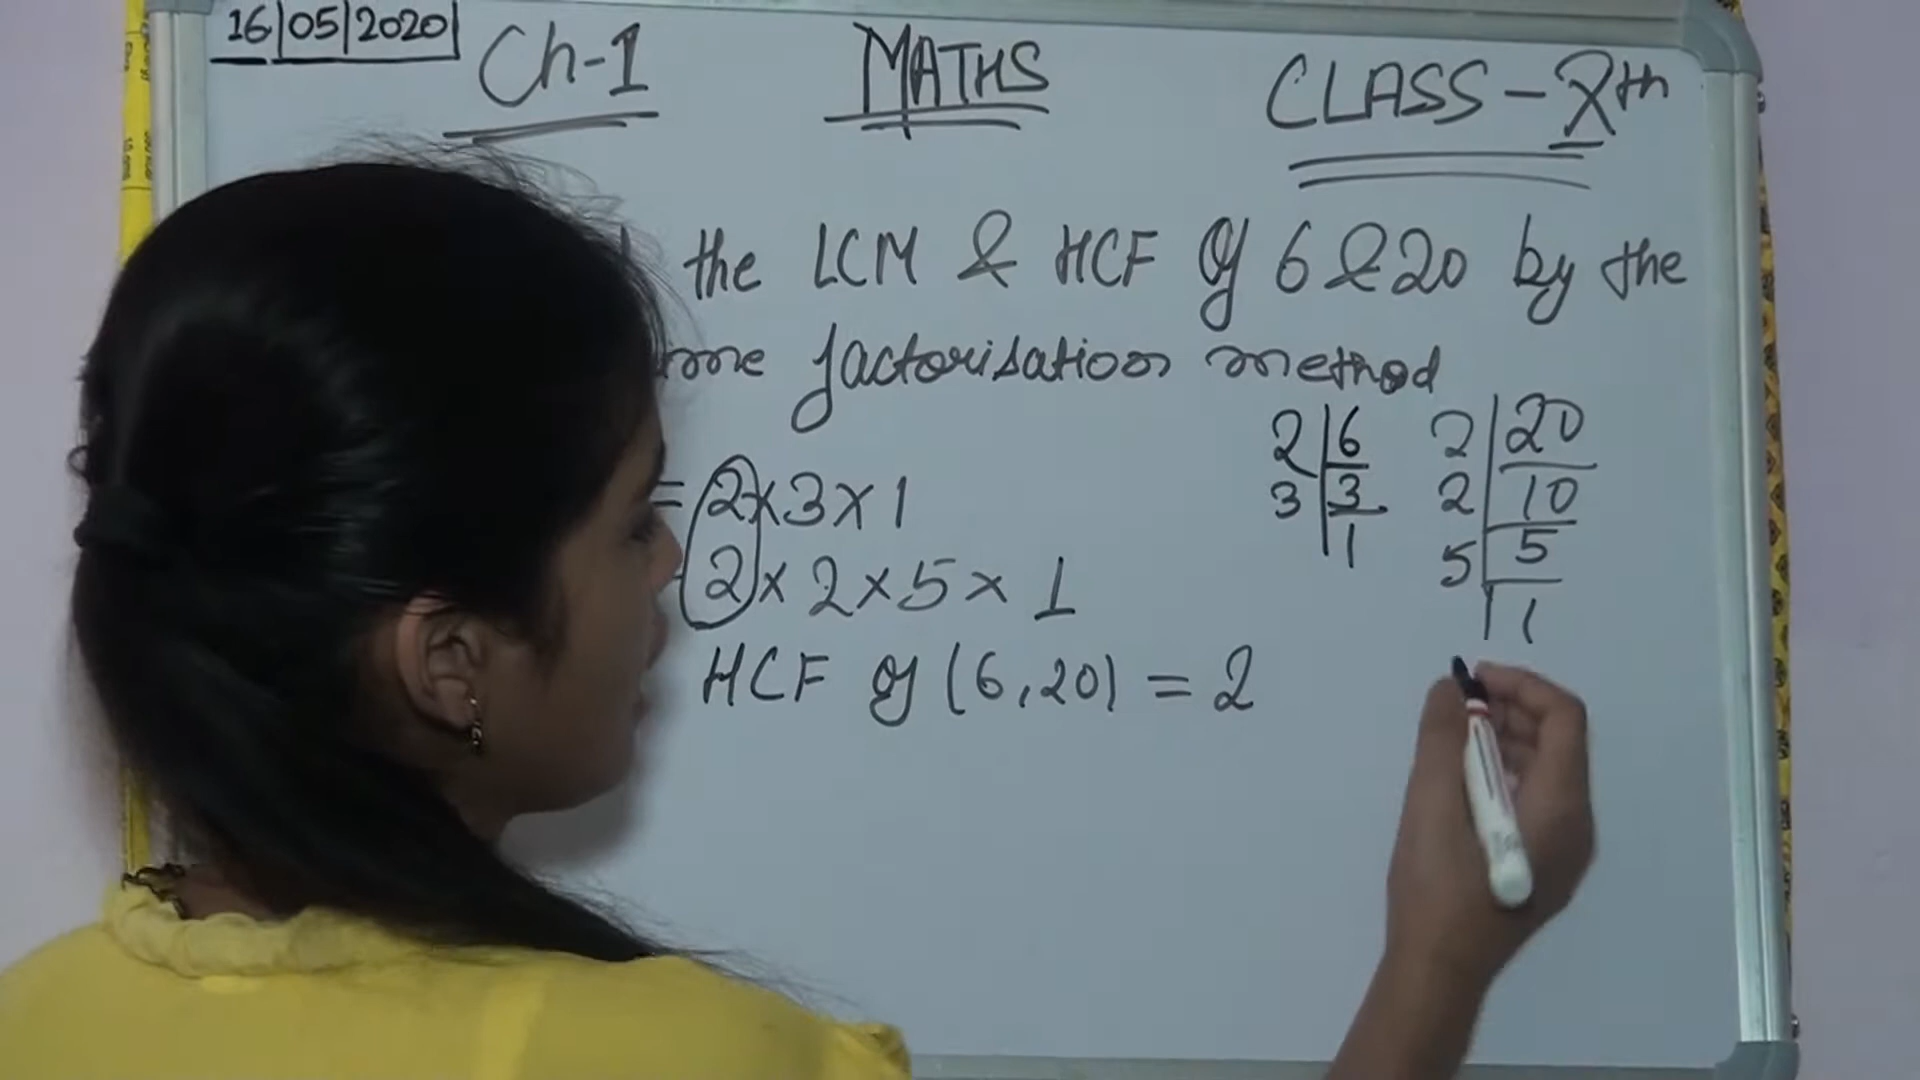 16|05|2020
Ch-1 MATHS CLASS-Xth
the LCM & HCF of 6 & 20 by the
me factorisation method
= 2×3×1
2×2×5×1
HCF of (6,20) = 2
2|6
3|3
1
2|20
2|10
5|5
1